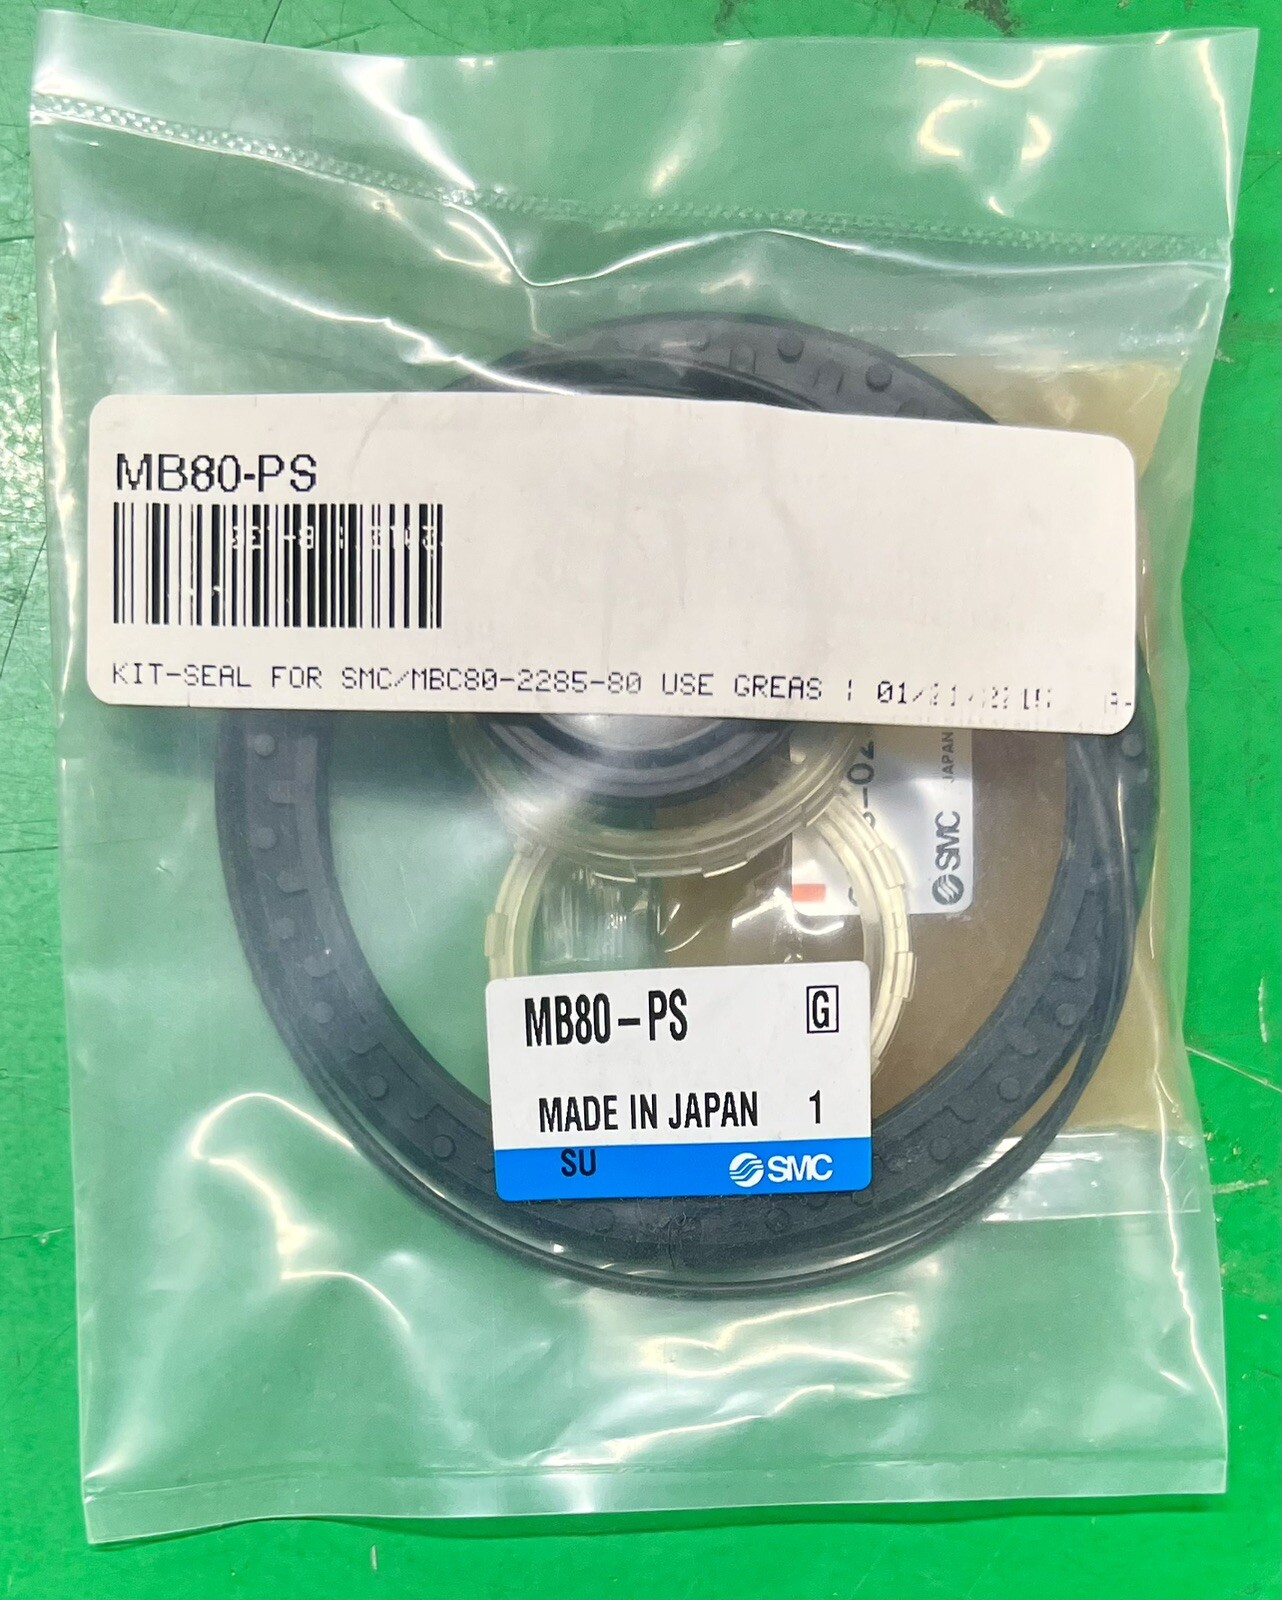 MB80-PS
KIT-SEAL FOR SMC/MBC80-2285-80 USE GREAS | 01/
JAPAN
SMC
MB80-PS G
MADE IN JAPAN 1
SU SMC